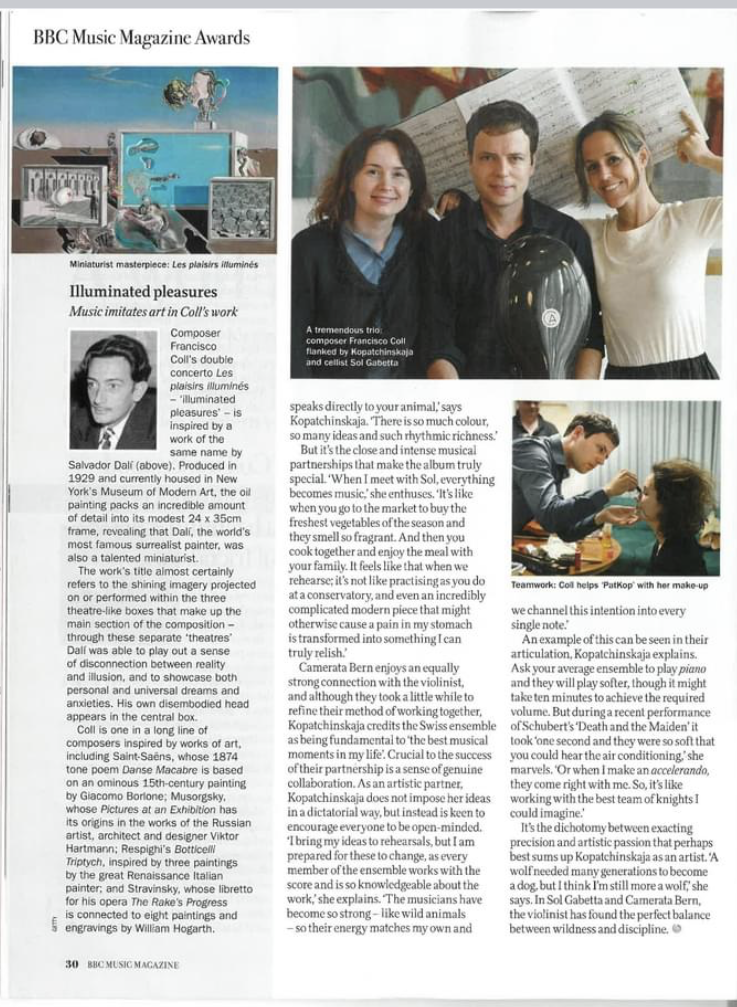 BBC Music Magazine Awards
Miniaturist masterpiece: Les plaisirs illuminés
Illuminated pleasures
Music imitates art in Coll's work
Composer
Francisco
Coll's double
concerto Les
plaisirs illuminés
– 'illuminated
pleasures' – is
inspired by a
work of the
same name by
Salvador Dalí (above). Produced in
1929 and currently housed in New
York's Museum of Modern Art, the oil
painting packs an incredible amount
of detail into its modest 24 x 35cm
frame, revealing that Dalí, the world's
most famous surrealist painter, was
also a talented miniaturist.
The work's title almost certainly
refers to the shining imagery projected
on or performed within the three
theatre-like boxes that make up the
main section of the composition –
through these separate 'theatres'
Dalí was able to play out a sense
of disconnection between reality
and illusion, and to showcase both
personal and universal dreams and
anxieties. His own disembodied head
appears in the central box.
Coll is one in a long line of
composers inspired by works of art,
including Saint-Saëns, whose 1874
tone poem Danse Macabre is based
on an ominous 15th-century painting
by Giacomo Borlone; Musorgsky,
whose Pictures at an Exhibition has
its origins in the works of the Russian
artist, architect and designer Viktor
Hartmann; Respighi's Botticelli
Triptych, inspired by three paintings
by the great Renaissance Italian
painter; and Stravinsky, whose libretto
for his opera The Rake's Progress
is connected to eight paintings and
engravings by William Hogarth.
A tremendous trio:
composer Francisco Coll
flanked by Kopatchinskaja
and cellist Sol Gabetta
speaks directly to your animal,' says
Kopatchinskaja. 'There is so much colour,
so many ideas and such rhythmic richness.'
But it's the close and intense musical
partnerships that make the album truly
special. 'When I meet with Sol, everything
becomes music,' she enthuses. 'It's like
when you go to the market to buy the
freshest vegetables of the season and
they smell so fragrant. And then you
cook together and enjoy the meal with
your family. It feels like that when we
rehearse; it's not like practising as you do
at a conservatory, and even an incredibly
complicated modern piece that might
otherwise cause a pain in my stomach
is transformed into something I can
truly relish.'
Camerata Bern enjoys an equally
strong connection with the violinist,
and although they took a little while to
refine their method of working together,
Kopatchinskaja credits the Swiss ensemble
as being fundamental to 'the best musical
moments in my life'. Crucial to the success
of their partnership is a sense of genuine
collaboration. As an artistic partner,
Kopatchinskaja does not impose her ideas
in a dictatorial way, but instead is keen to
encourage everyone to be open-minded.
'I bring my ideas to rehearsals, but I am
prepared for these to change, as every
member of the ensemble works with the
score and is so knowledgeable about the
work,' she explains. 'The musicians have
become so strong – like wild animals
– so their energy matches my own and
Teamwork: Coll helps 'PatKop' with her make-up
we channel this intention into every
single note.'
An example of this can be seen in their
articulation, Kopatchinskaja explains.
Ask your average ensemble to play piano
and they will play softer, though it might
take ten minutes to achieve the required
volume. But during a recent performance
of Schubert's 'Death and the Maiden' it
took 'one second and they were so soft that
you could hear the air conditioning,' she
marvels. 'Or when I make an accelerando,
they come right with me. So, it's like
working with the best team of knights I
could imagine.'
It's the dichotomy between exacting
precision and artistic passion that perhaps
best sums up Kopatchinskaja as an artist. 'A
wolf needed many generations to become
a dog, but I think I'm still more a wolf,' she
says. In Sol Gabetta and Camerata Bern,
the violinist has found the perfect balance
between wildness and discipline.
30 BBC MUSIC MAGAZINE